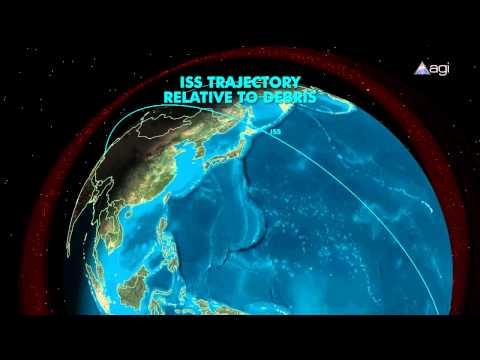 agi
ISS TRAJECTORY
RELATIVE TO DEBRIS
ISS